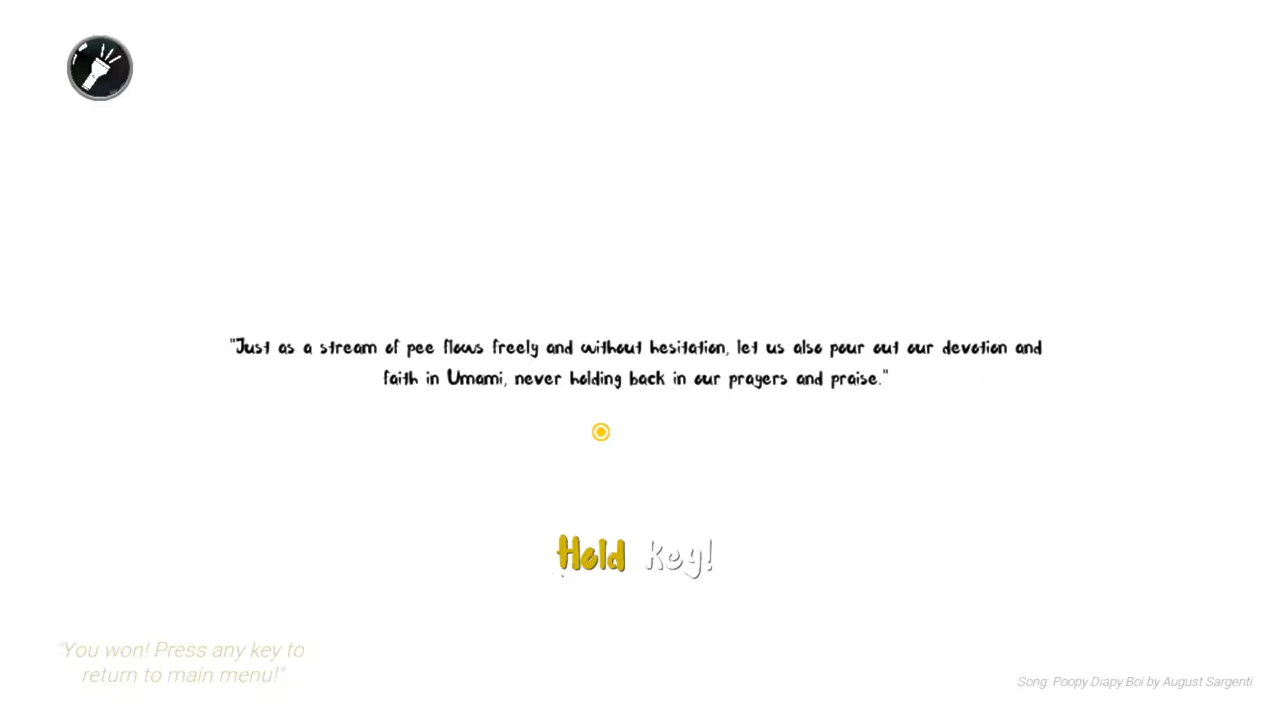 "Just as a stream of pee flows freely and without hesitation, let us also pour out our devotion and
faith in Umami, never holding back in our prayers and praise."
Hold key!
"You won! Press any key to
return to main menu!"
Song: Poopy Diapy Boi by August Sargenti